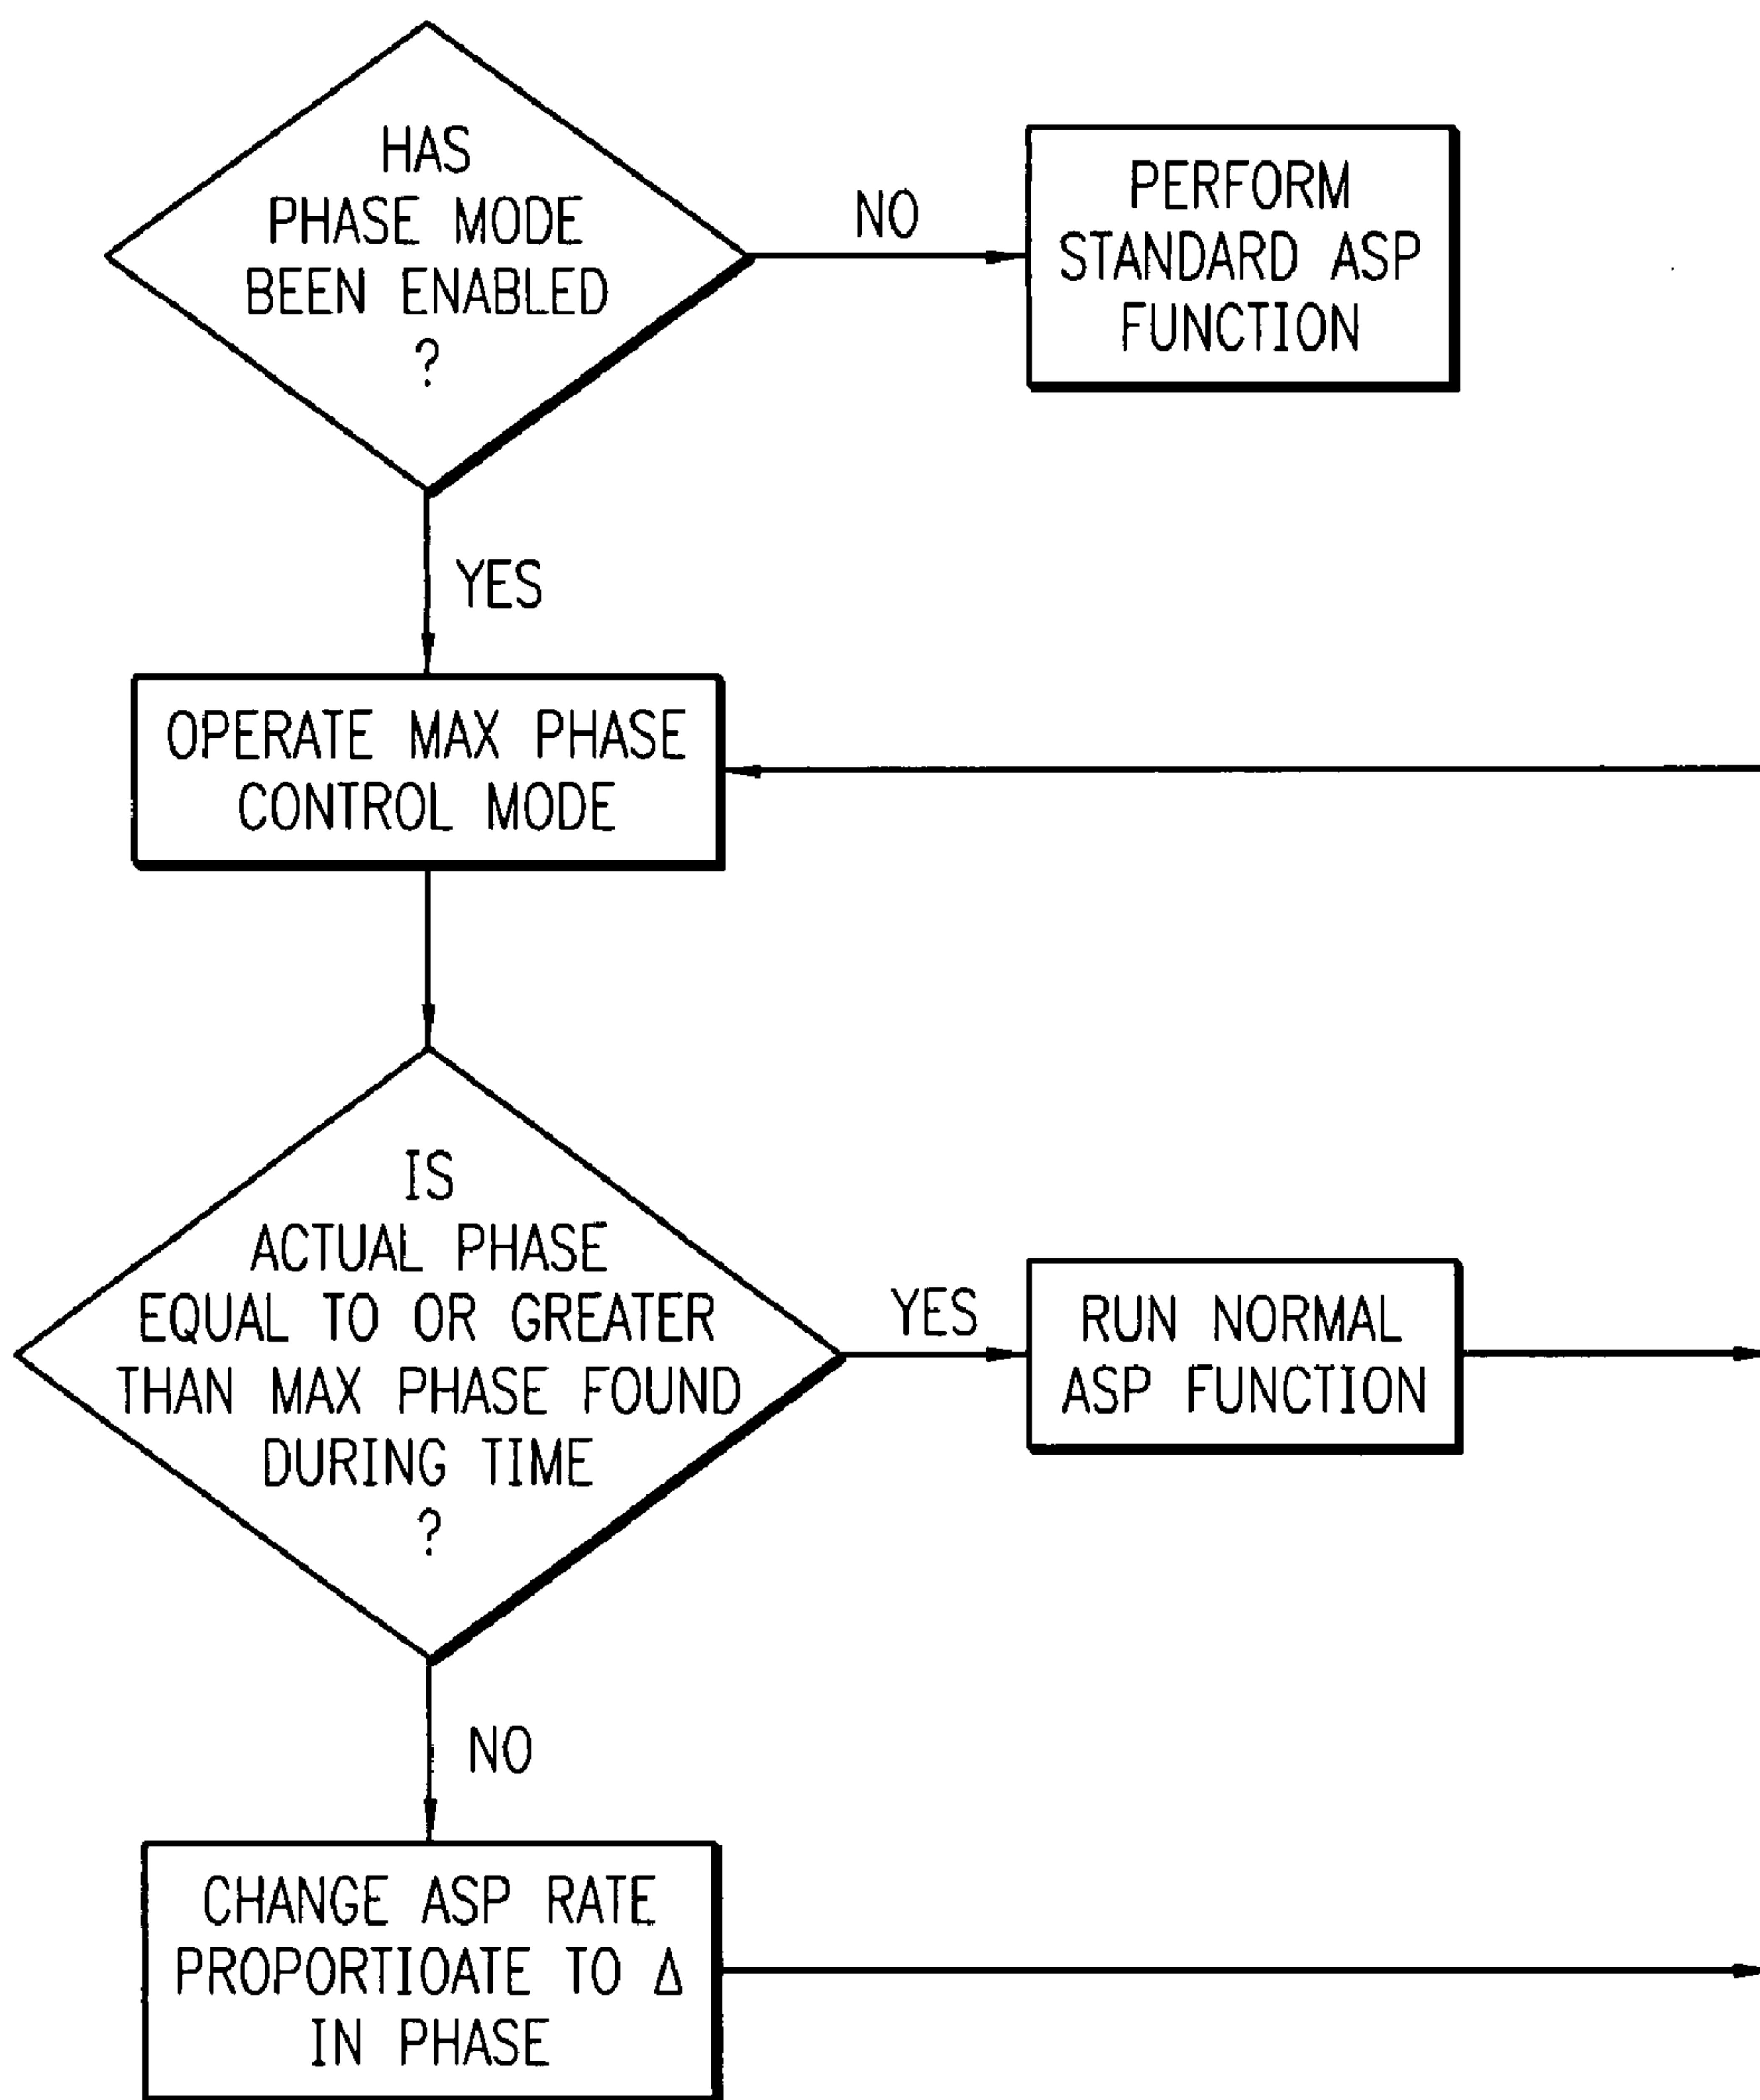 HAS
PHASE MODE
BEEN ENABLED
?
NO
PERFORM
STANDARD ASP
FUNCTION
YES
OPERATE MAX PHASE
CONTROL MODE
IS
ACTUAL PHASE
EQUAL TO OR GREATER
THAN MAX PHASE FOUND
DURING TIME
?
YES
RUN NORMAL
ASP FUNCTION
NO
CHANGE ASP RATE
PROPORTIOATE TO Δ
IN PHASE